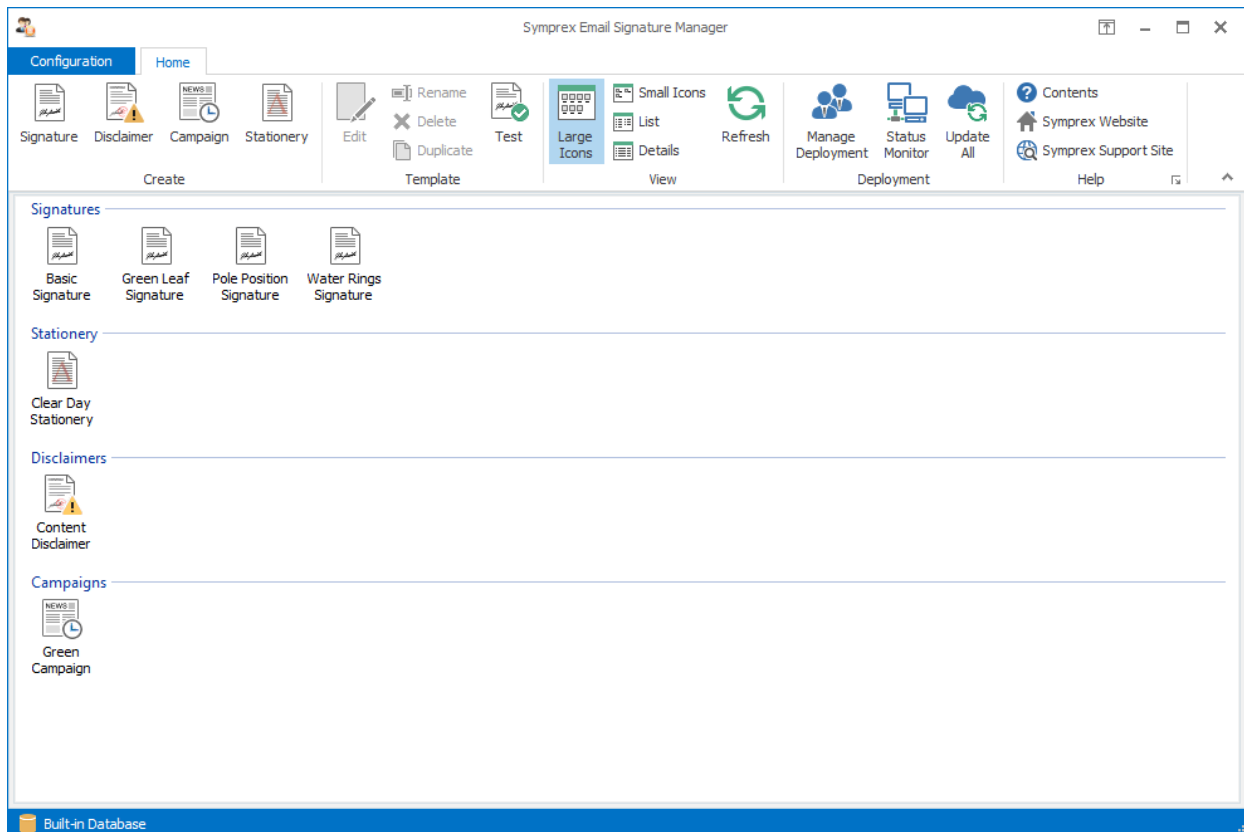 Symprex Email Signature Manager
Configuration Home
Signature Disclaimer Campaign Stationery
Create
Edit
Rename
Delete
Duplicate
Test
Template
Large
Icons
Small Icons
List
Details
Refresh
View
Manage
Deployment
Status
Monitor
Update
All
Deployment
Contents
Symprex Website
Symprex Support Site
Help
Signatures
Basic
Signature
Green Leaf
Signature
Pole Position
Signature
Water Rings
Signature
Stationery
Clear Day
Stationery
Disclaimers
Content
Disclaimer
Campaigns
NEWS
Green
Campaign
Built-in Database